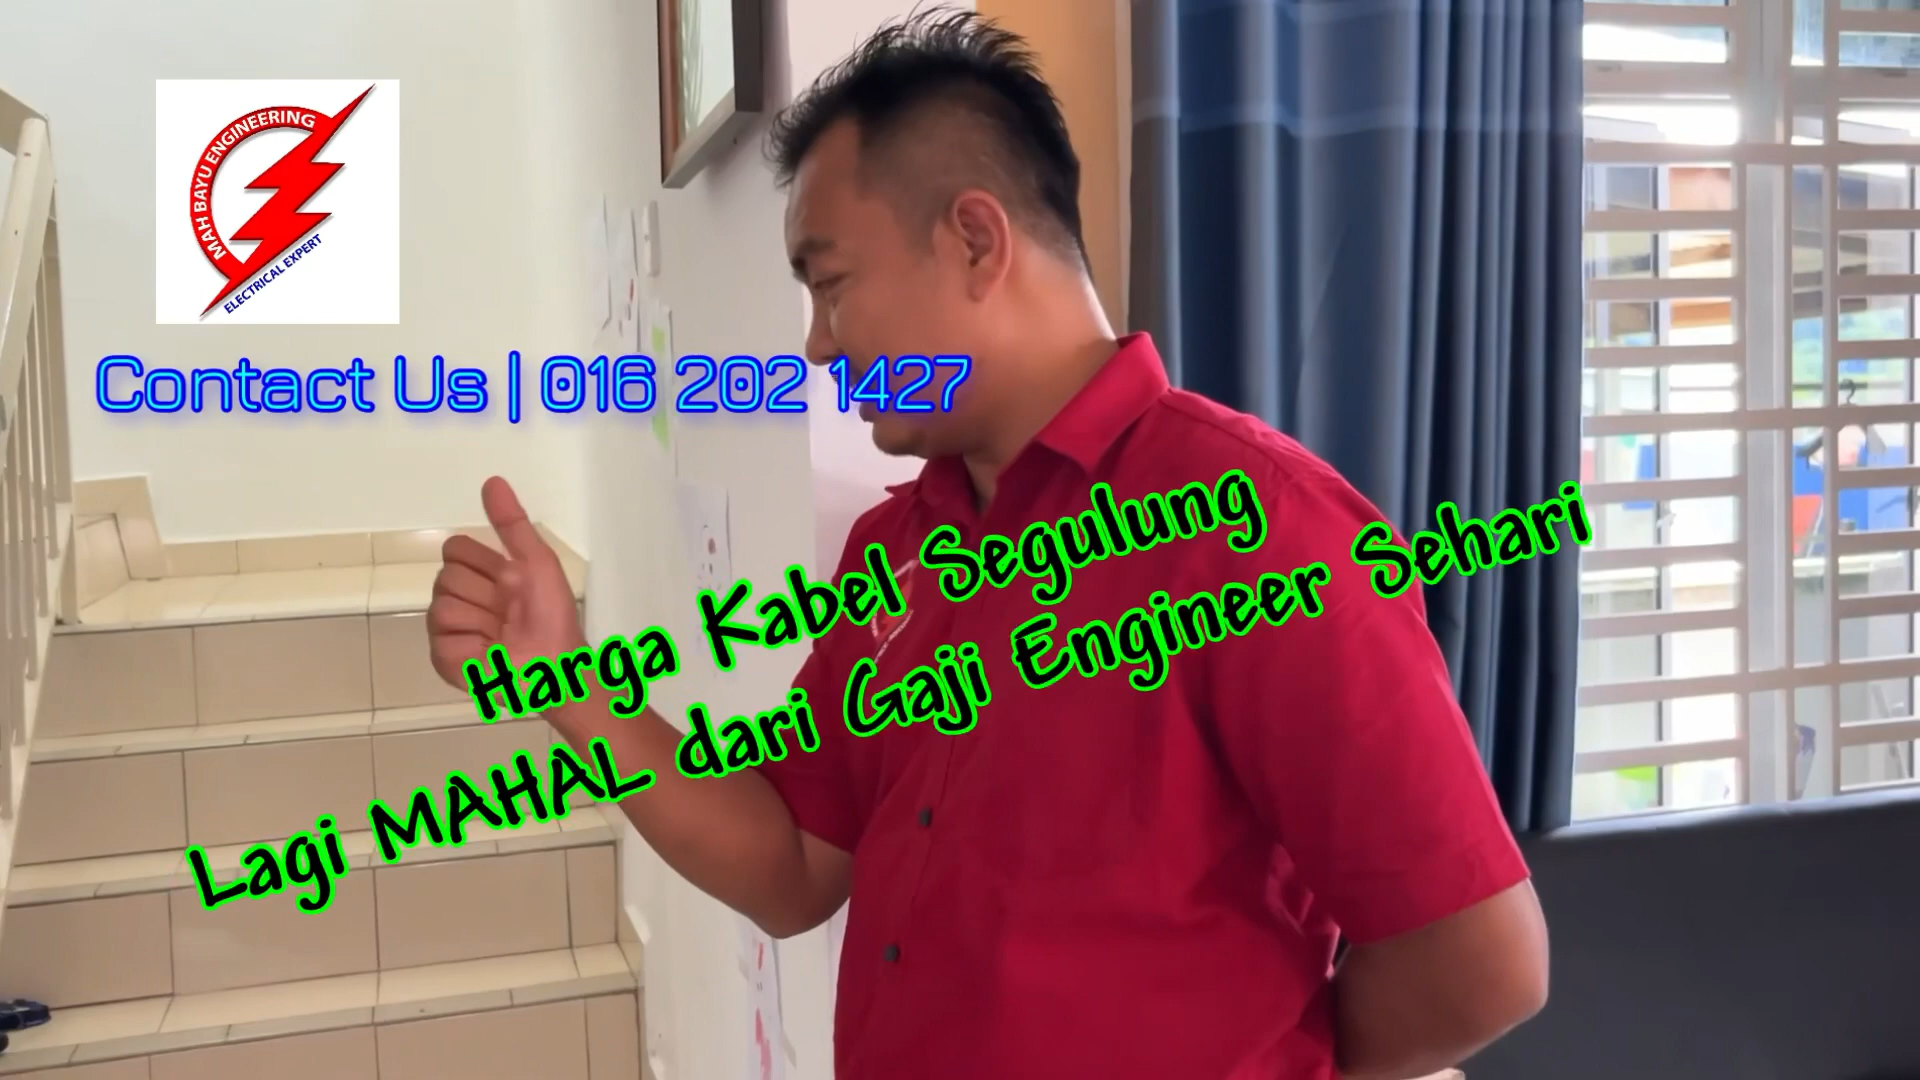 MAH BAYU ENGINEERING
ELECTRICAL EXPERT
Contact Us | 016 202 1427
Harga Kabel Segulung
Lagi MAHAL dari Gaji Engineer Sehari